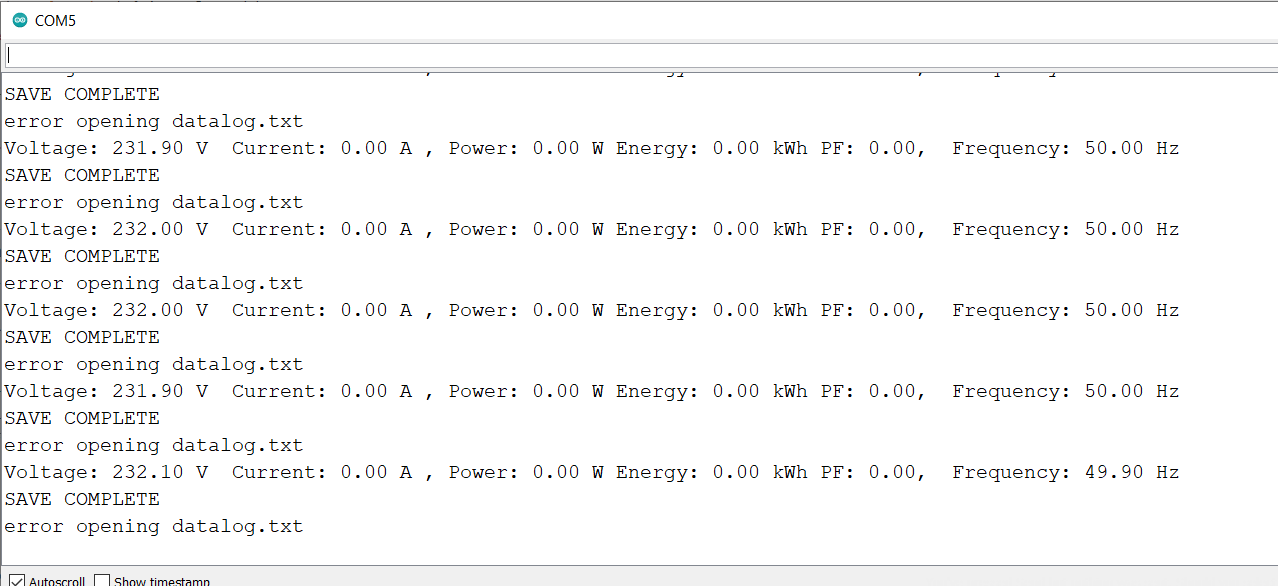 COM5
SAVE COMPLETE
error opening datalog.txt
Voltage: 231.90 V  Current: 0.00 A , Power: 0.00 W Energy: 0.00 kWh PF: 0.00,  Frequency: 50.00 Hz
SAVE COMPLETE
error opening datalog.txt
Voltage: 232.00 V  Current: 0.00 A , Power: 0.00 W Energy: 0.00 kWh PF: 0.00,  Frequency: 50.00 Hz
SAVE COMPLETE
error opening datalog.txt
Voltage: 232.00 V  Current: 0.00 A , Power: 0.00 W Energy: 0.00 kWh PF: 0.00,  Frequency: 50.00 Hz
SAVE COMPLETE
error opening datalog.txt
Voltage: 231.90 V  Current: 0.00 A , Power: 0.00 W Energy: 0.00 kWh PF: 0.00,  Frequency: 50.00 Hz
SAVE COMPLETE
error opening datalog.txt
Voltage: 232.10 V  Current: 0.00 A , Power: 0.00 W Energy: 0.00 kWh PF: 0.00,  Frequency: 49.90 Hz
SAVE COMPLETE
error opening datalog.txt
Autoscroll Show timestamp